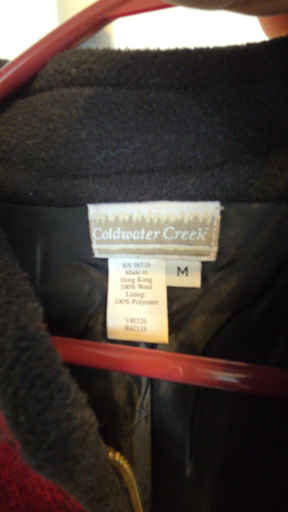 Coldwater Creek
M
Made in
Hong Kong
100% Wool
Lining:
100% Polyester